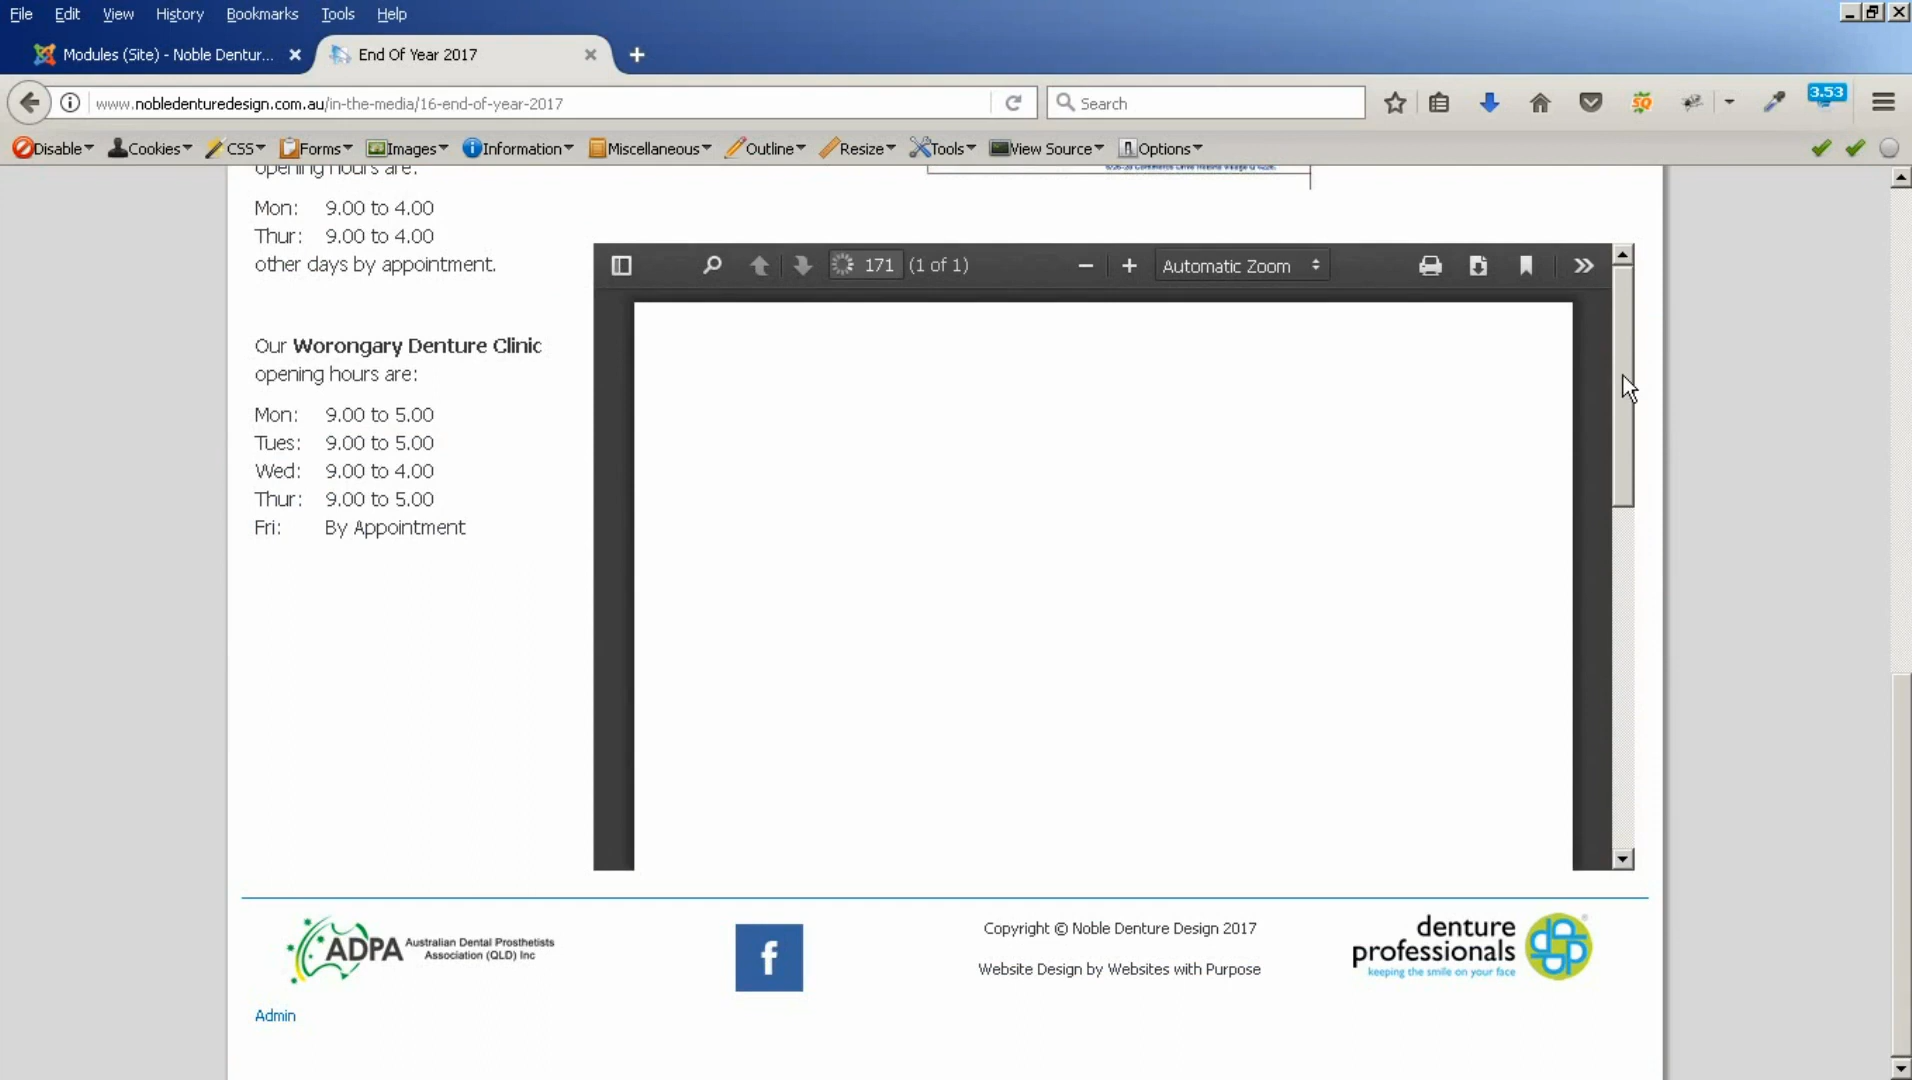 File Edit View History Bookmarks Tools Help
Modules (Site) - Noble Dentur...
End Of Year 2017
www.nobledenturedesign.com.au/in-the-media/16-end-of-year-2017
Search
SQ
3.53
Disable Cookies CSS Forms Images Information Miscellaneous Outline Resize Tools View Source Options
opening hours are:
Mon: 9.00 to 4.00
Thur: 9.00 to 4.00
other days by appointment.
171 (1 of 1) Automatic Zoom
Our Worongary Denture Clinic
opening hours are:
Mon: 9.00 to 5.00
Tues: 9.00 to 5.00
Wed: 9.00 to 4.00
Thur: 9.00 to 5.00
Fri: By Appointment
ADPA Australian Dental Prosthetists
Association (QLD) Inc
f
Copyright © Noble Denture Design 2017
Website Design by Websites with Purpose
denture
professionals
keeping the smile on your face
Admin